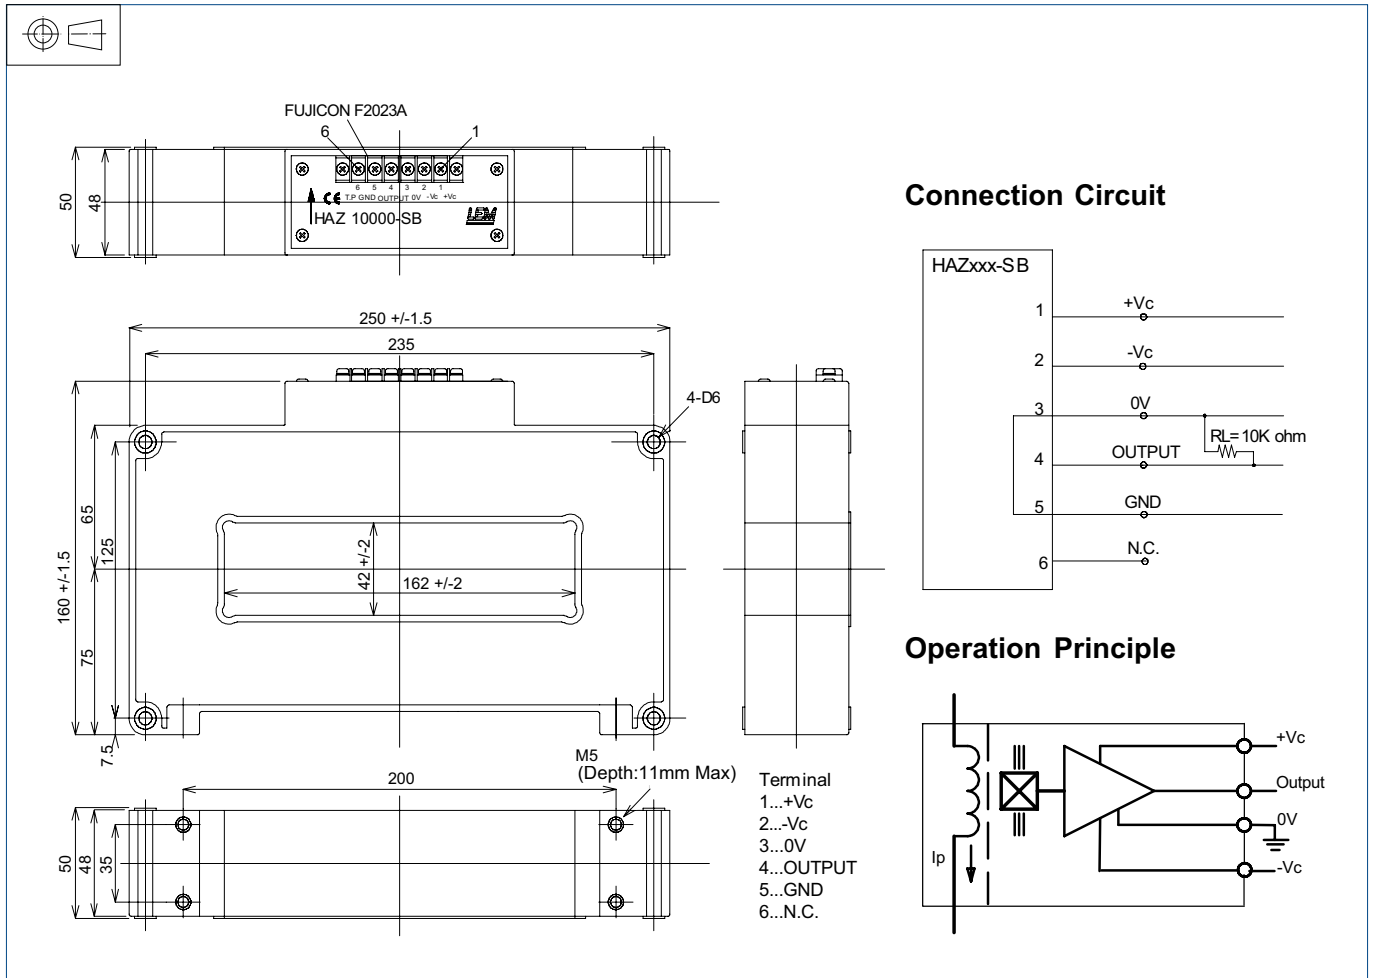 FUJICON F2023A
6
1
6 5 4 3 2 1
CE T.P GND OUTPUT 0V -Vc +Vc
HAZ 10000-SB
LEM
50
48
250 +/-1.5
235
4-D6
160 +/-1.5
65
125
75
7.5
42 +/-2
162 +/-2
M5
(Depth:11mm Max)
200
50
48
35
Terminal
1...+Vc
2...-Vc
3...0V
4...OUTPUT
5...GND
6...N.C.
Connection Circuit
HAZxxx-SB
1 +Vc
2 -Vc
3 0V
RL=10K ohm
4 OUTPUT
5 GND
6 N.C.
Operation Principle
+Vc
Output
0V
-Vc
Ip